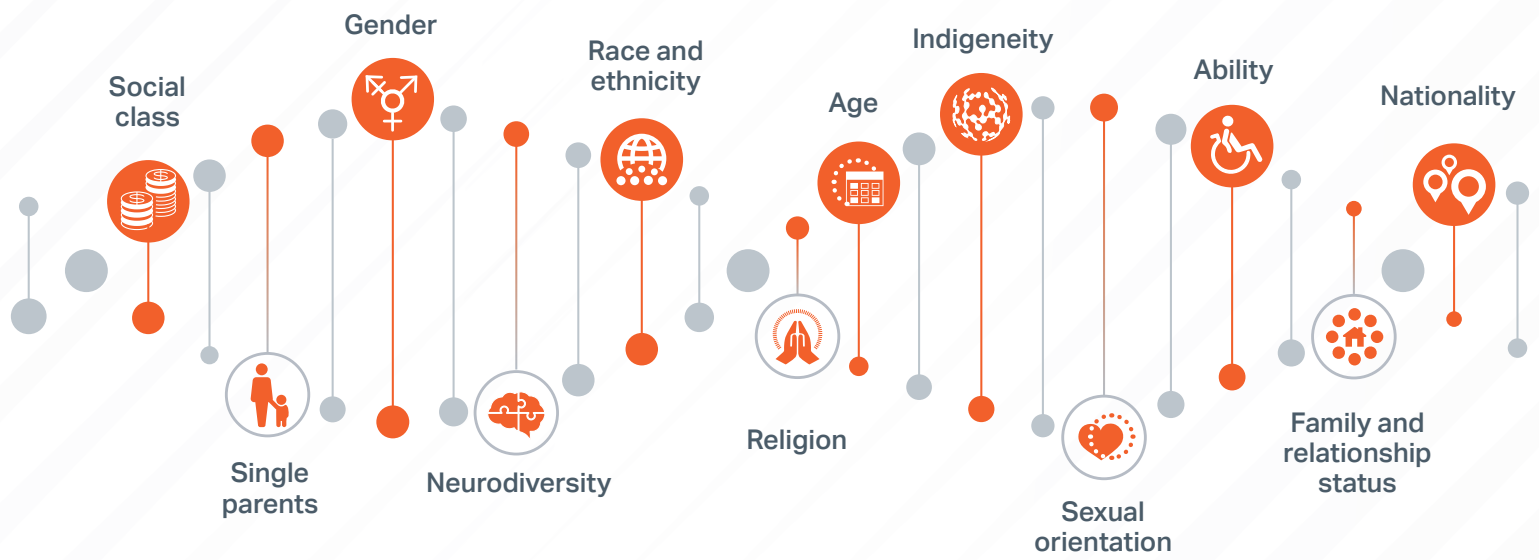 Social
class
Single
parents
Gender
Neurodiversity
Race and
ethnicity
Religion
Age
Indigeneity
Sexual
orientation
Ability
Family and
relationship
status
Nationality